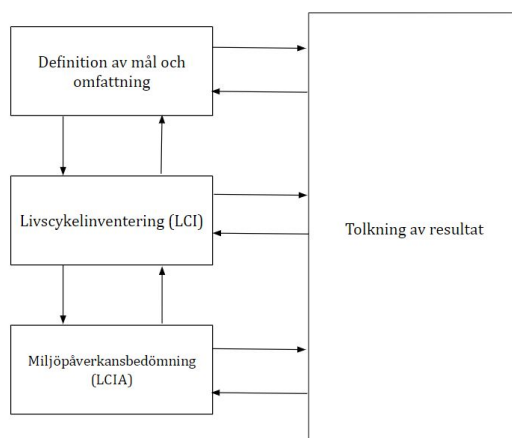 Definition av mål och
omfattning
Livscykelinventering (LCI)
Tolkning av resultat
Miljöpåverkansbedömning
(LCIA)